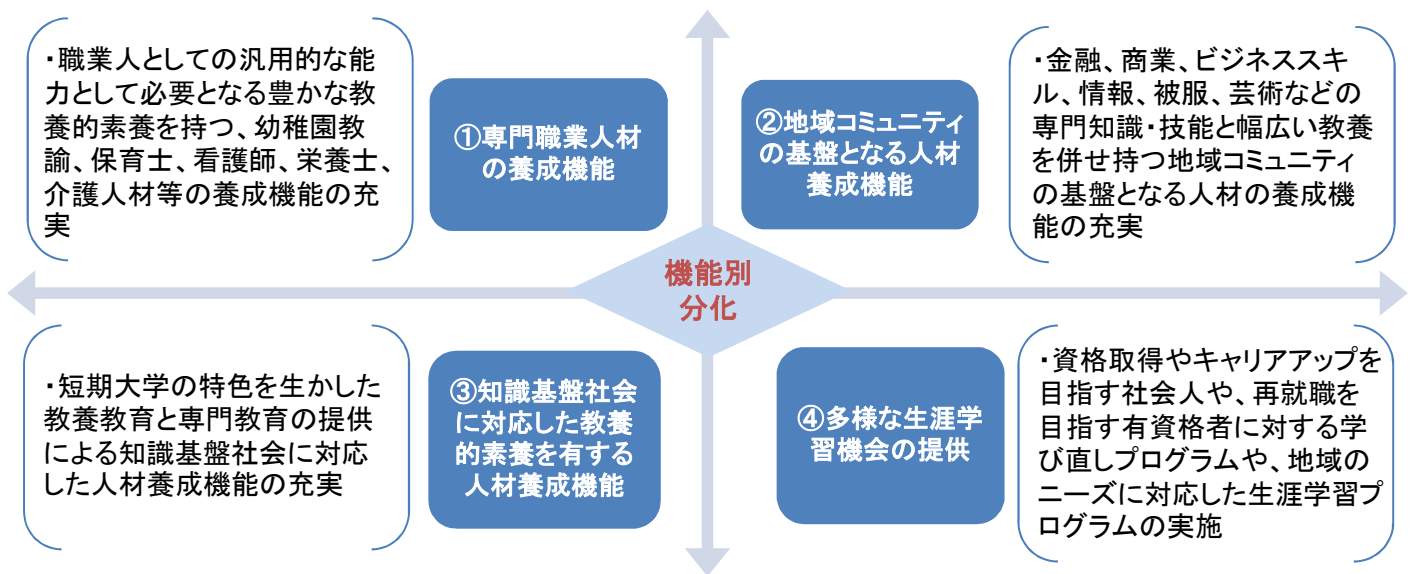 ・職業人としての汎用的な能
力として必要となる豊かな教
養的素養を持つ、幼稚園教
諭、保育士、看護師、栄養士、
介護人材等の養成機能の充
実
①専門職業人材
の養成機能
②地域コミュニティ
の基盤となる人材
養成機能
・金融、商業、ビジネススキ
ル、情報、被服、芸術などの
専門知識・技能と幅広い教養
を併せ持つ地域コミュニティ
の基盤となる人材の養成機
能の充実
機能別
分化
・短期大学の特色を生かした
教養教育と専門教育の提供
による知識基盤社会に対応
した人材養成機能の充実
③知識基盤社会
に対応した教養
的素養を有する
人材養成機能
④多様な生涯学
習機会の提供
・資格取得やキャリアアップを
目指す社会人や、再就職を
目指す有資格者に対する学
び直しプログラムや、地域の
ニーズに対応した生涯学習プ
ログラムの実施